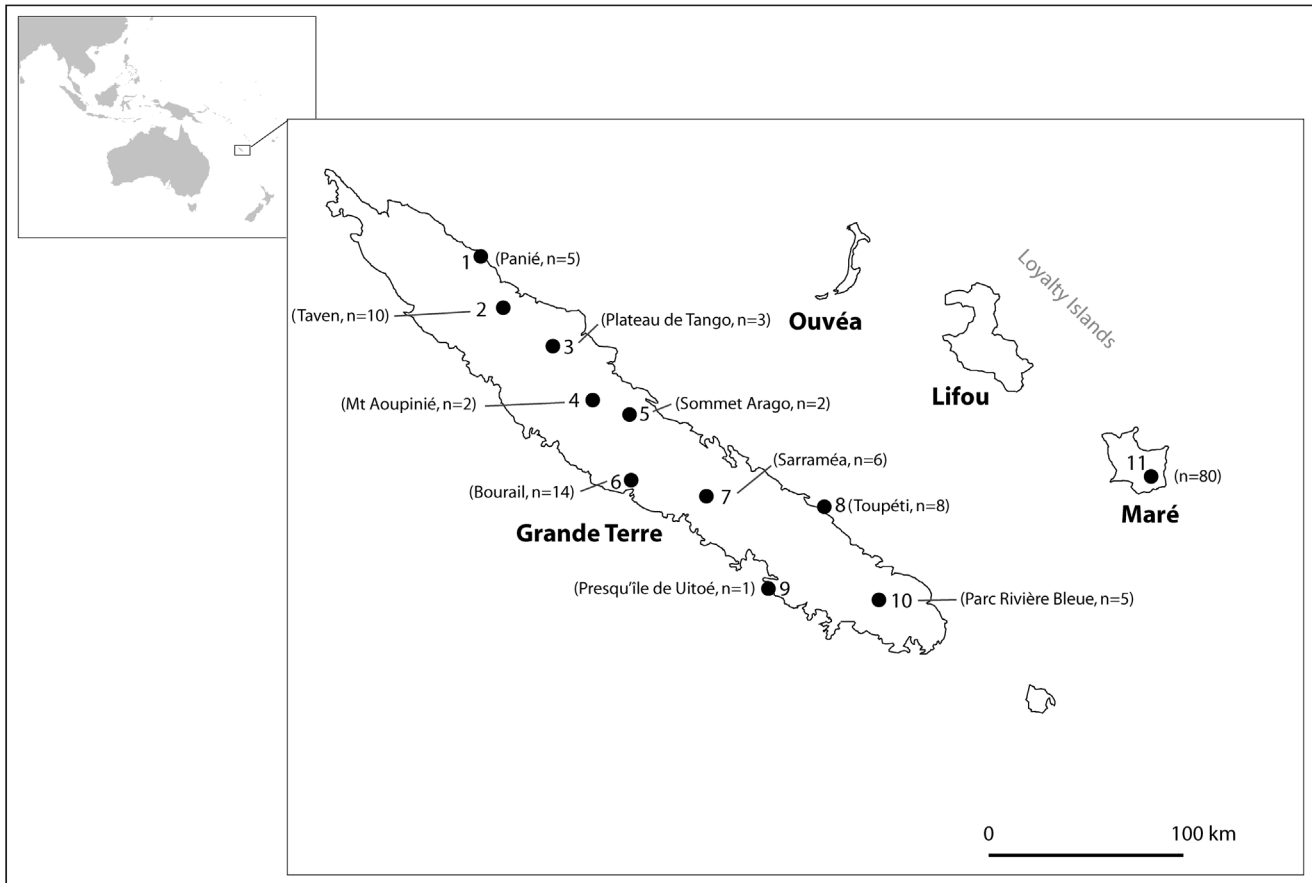 1 (Panié, n=5)
(Taven, n=10) 2
(Plateau de Tango, n=3)
3
Ouvéa
Loyalty Islands
Lifou
(Mt Aoupinié, n=2) 4
5 (Sommet Arago, n=2)
(Sarraméa, n=6)
7
(Bourail, n=14) 6
11 (n=80)
Maré
8 (Toupéti, n=8)
Grande Terre
(Presqu'île de Uitoé, n=1) 9
10 (Parc Rivière Bleue, n=5)
0 100 km